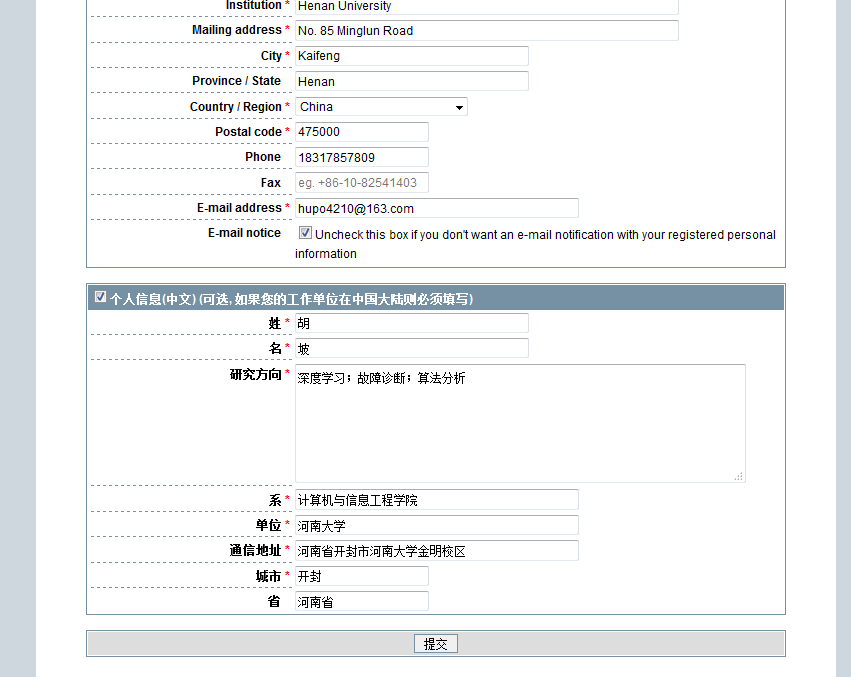 Institution * Henan University
Mailing address * No. 85 Minglun Road
City * Kaifeng
Province / State Henan
Country / Region * China
Postal code * 475000
Phone 18317857809
Fax eg. +86-10-82541403
E-mail address * hupo4210@163.com
E-mail notice Uncheck this box if you don't want an e-mail notification with your registered personal
information
个人信息(中文) (可选, 如果您的工作单位在中国大陆则必须填写)
姓 * 胡
名 * 坡
研究方向 * 深度学习；故障诊断；算法分析
系 * 计算机与信息工程学院
单位 * 河南大学
通信地址 * 河南省开封市河南大学金明校区
城市 * 开封
省 河南省
提交